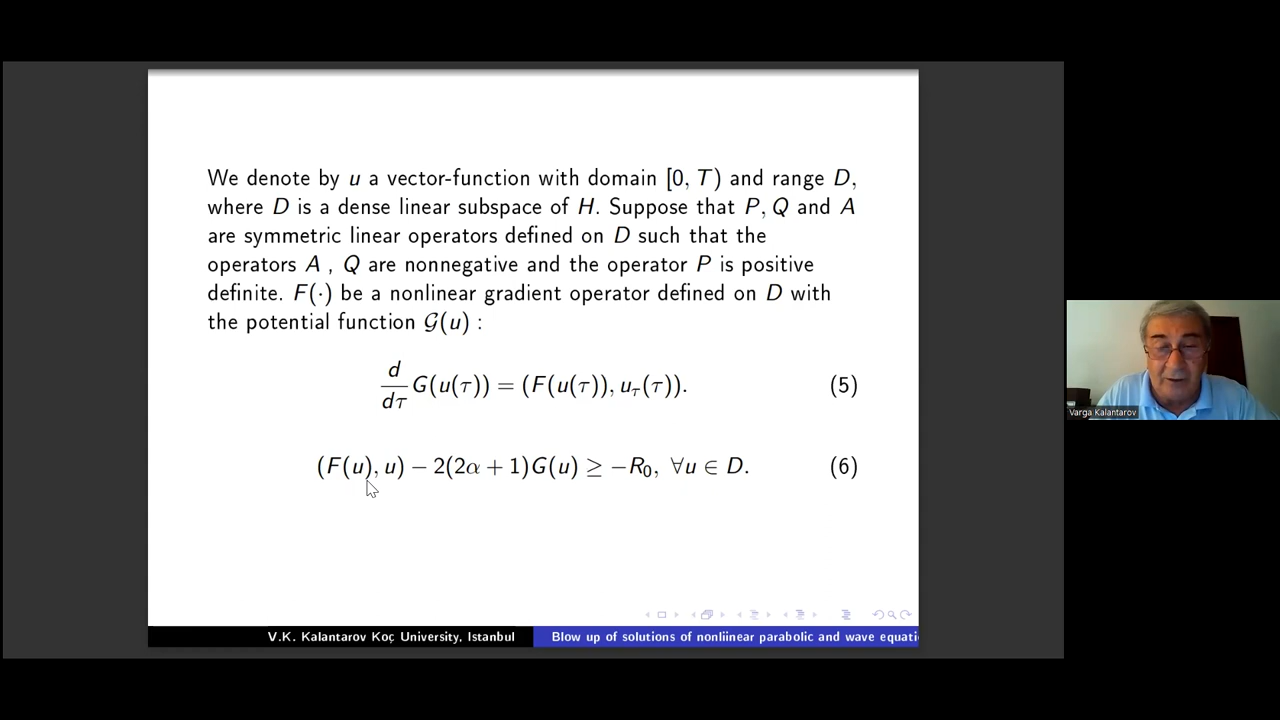 We denote by u a vector-function with domain [0, T) and range D,
where D is a dense linear subspace of H. Suppose that P, Q and A
are symmetric linear operators defined on D such that the
operators A , Q are nonnegative and the operator P is positive
definite. F(·) be a nonlinear gradient operator defined on D with
the potential function 𝒢(u) :
d/dτ G(u(τ)) = (F(u(τ)), u_τ(τ)). (5)
(F(u), u) − 2(2α + 1)G(u) ≥ −R₀, ∀u ∈ D. (6)
V.K. Kalantarov Koç University, Istanbul
Blow up of solutions of nonliinear parabolic and wave equati
Varga Kalantarov